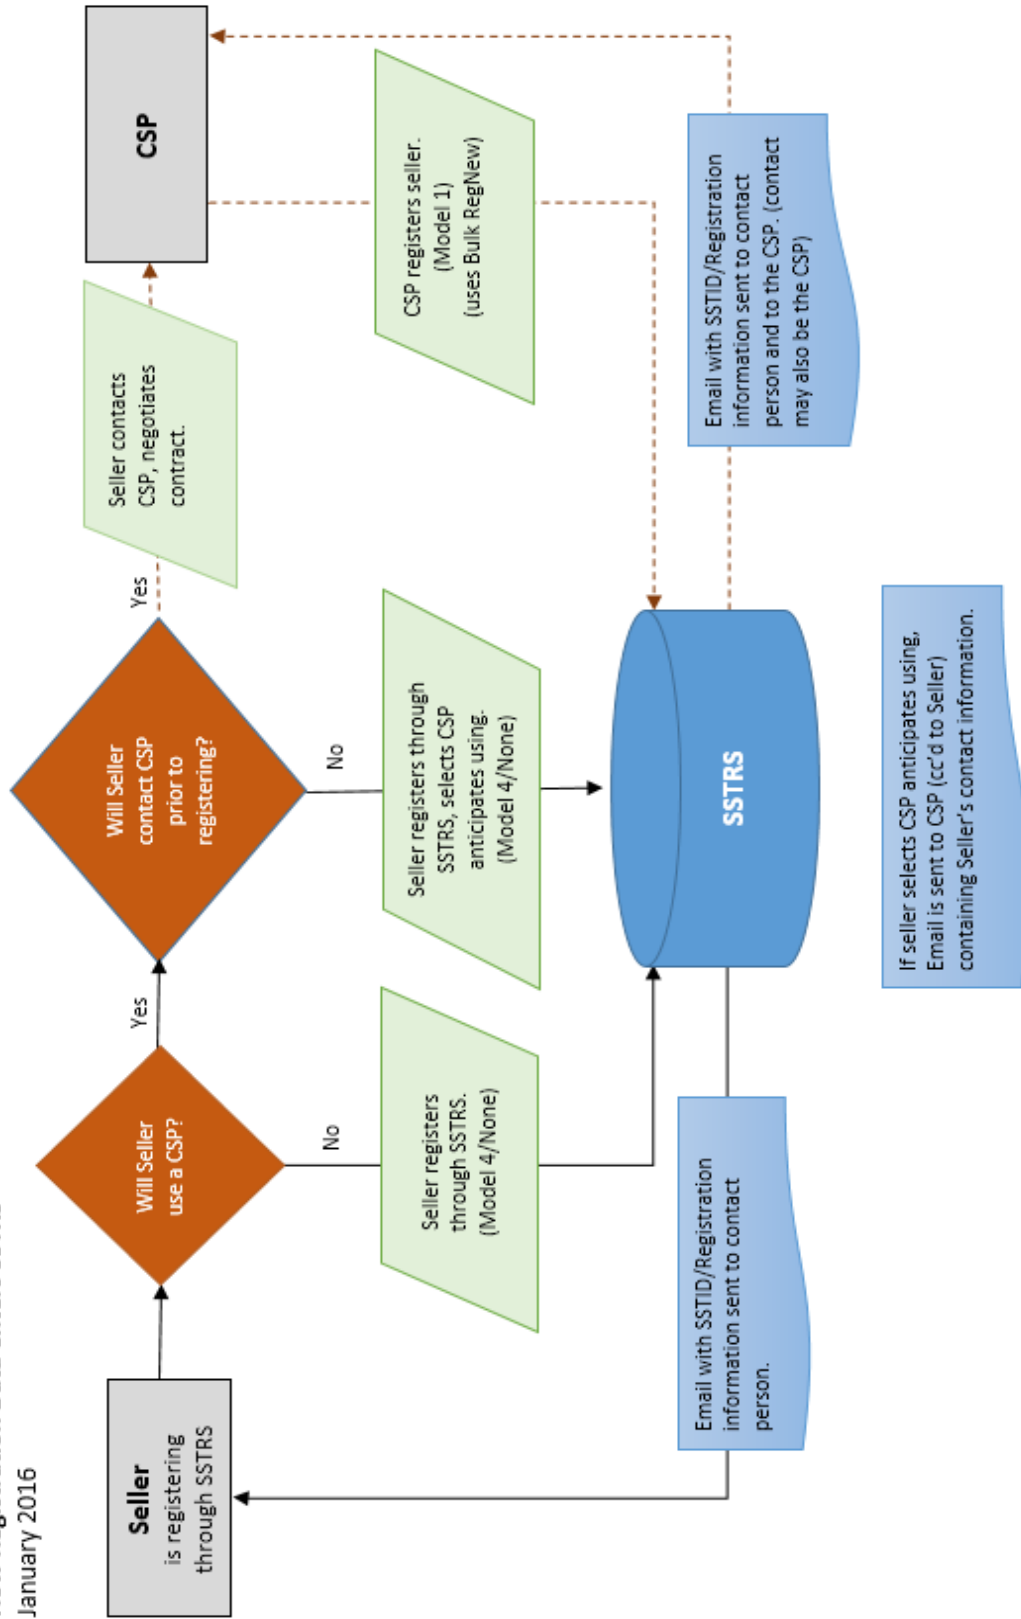 January 2016
Seller
is registering
through SSTRS
Will Seller
use a CSP?
Yes
No
Will Seller
contact CSP
prior to
registering?
Yes
No
Seller contacts
CSP, negotiates
contract.
CSP
Seller registers
through SSTRS.
(Model 4/None)
Seller registers through
SSTRS, selects CSP
anticipates using.
(Model 4/None)
CSP registers seller.
(Model 1)
(uses Bulk RegNew)
SSTRS
Email with SSTID/Registration
information sent to contact
person.
Email with SSTID/Registration
information sent to contact
person and to the CSP. (contact
may also be the CSP)
If seller selects CSP anticipates using,
Email is sent to CSP (cc'd to Seller)
containing Seller's contact information.